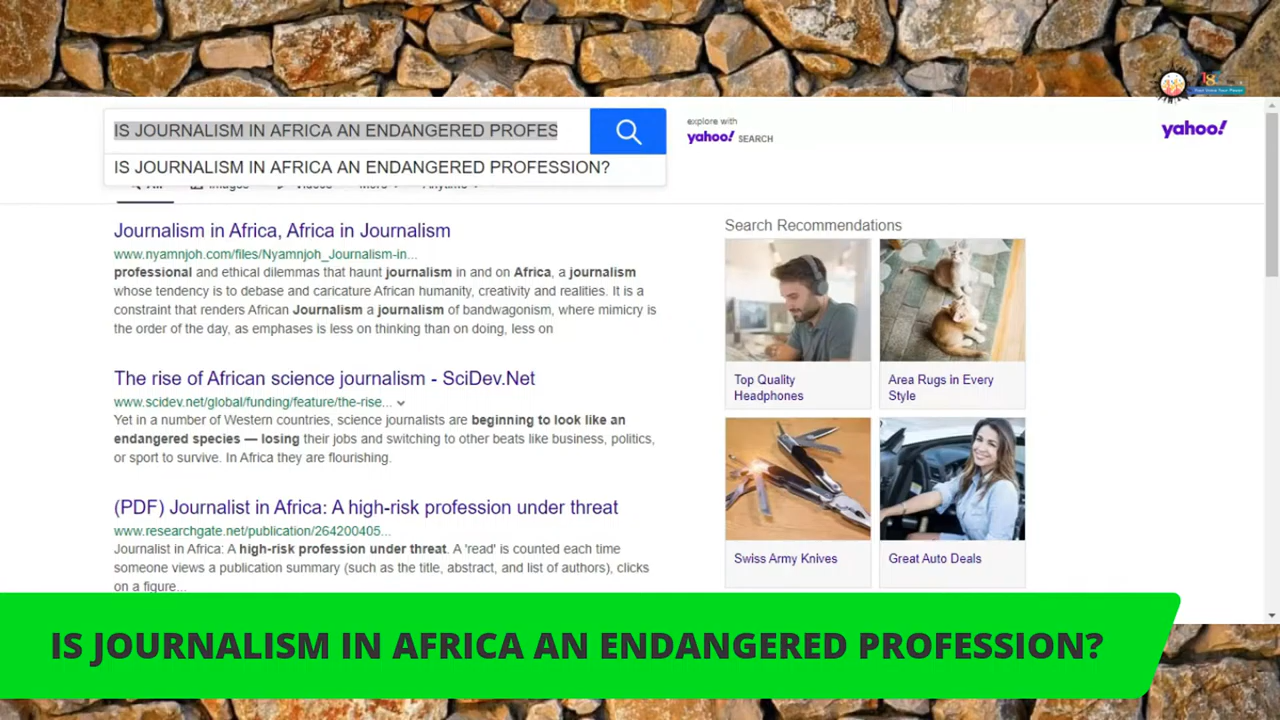 IS JOURNALISM IN AFRICA AN ENDANGERED PROFES
explore with
yahoo! SEARCH
yahoo!
IS JOURNALISM IN AFRICA AN ENDANGERED PROFESSION?
All Images Videos More Anytime
Journalism in Africa, Africa in Journalism
www.nyamnjoh.com/files/Nyamnjoh_Journalism-in...
professional and ethical dilemmas that haunt journalism in and on Africa, a journalism
whose tendency is to debase and caricature African humanity, creativity and realities. It is a
constraint that renders African Journalism a journalism of bandwagonism, where mimicry is
the order of the day, as emphases is less on thinking than on doing, less on
The rise of African science journalism - SciDev.Net
www.scidev.net/global/funding/feature/the-rise...
Yet in a number of Western countries, science journalists are beginning to look like an
endangered species — losing their jobs and switching to other beats like business, politics,
or sport to survive. In Africa they are flourishing.
(PDF) Journalist in Africa: A high-risk profession under threat
www.researchgate.net/publication/264200405...
Journalist in Africa: A high-risk profession under threat. A 'read' is counted each time
someone views a publication summary (such as the title, abstract, and list of authors), clicks
on a figure...
Search Recommendations
Top Quality
Headphones
Area Rugs in Every
Style
Swiss Army Knives
Great Auto Deals
IS JOURNALISM IN AFRICA AN ENDANGERED PROFESSION?